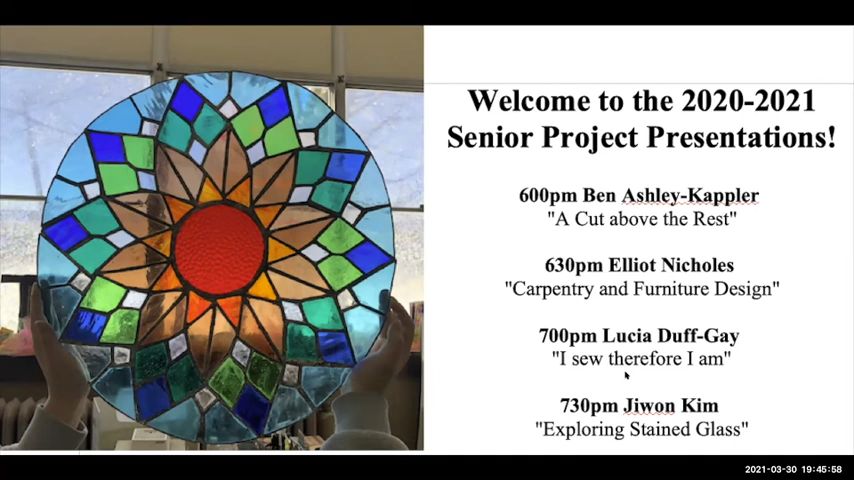 Welcome to the 2020-2021
Senior Project Presentations!
600pm Ben Ashley-Kappler
"A Cut above the Rest"
630pm Elliot Nicholes
"Carpentry and Furniture Design"
700pm Lucia Duff-Gay
"I sew therefore I am"
730pm Jiwon Kim
"Exploring Stained Glass"
2021-03-30 19:45:58